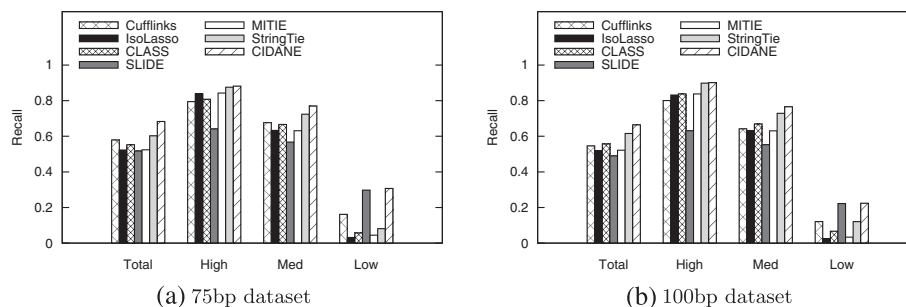 Cufflinks
IsoLasso
CLASS
SLIDE
MITIE
StringTie
CIDANE
1
0.8
0.6
0.4
0.2
0
Recall
Total High Med Low
(a) 75bp dataset
Cufflinks
IsoLasso
CLASS
SLIDE
MITIE
StringTie
CIDANE
1
0.8
0.6
0.4
0.2
0
Recall
Total High Med Low
(b) 100bp dataset